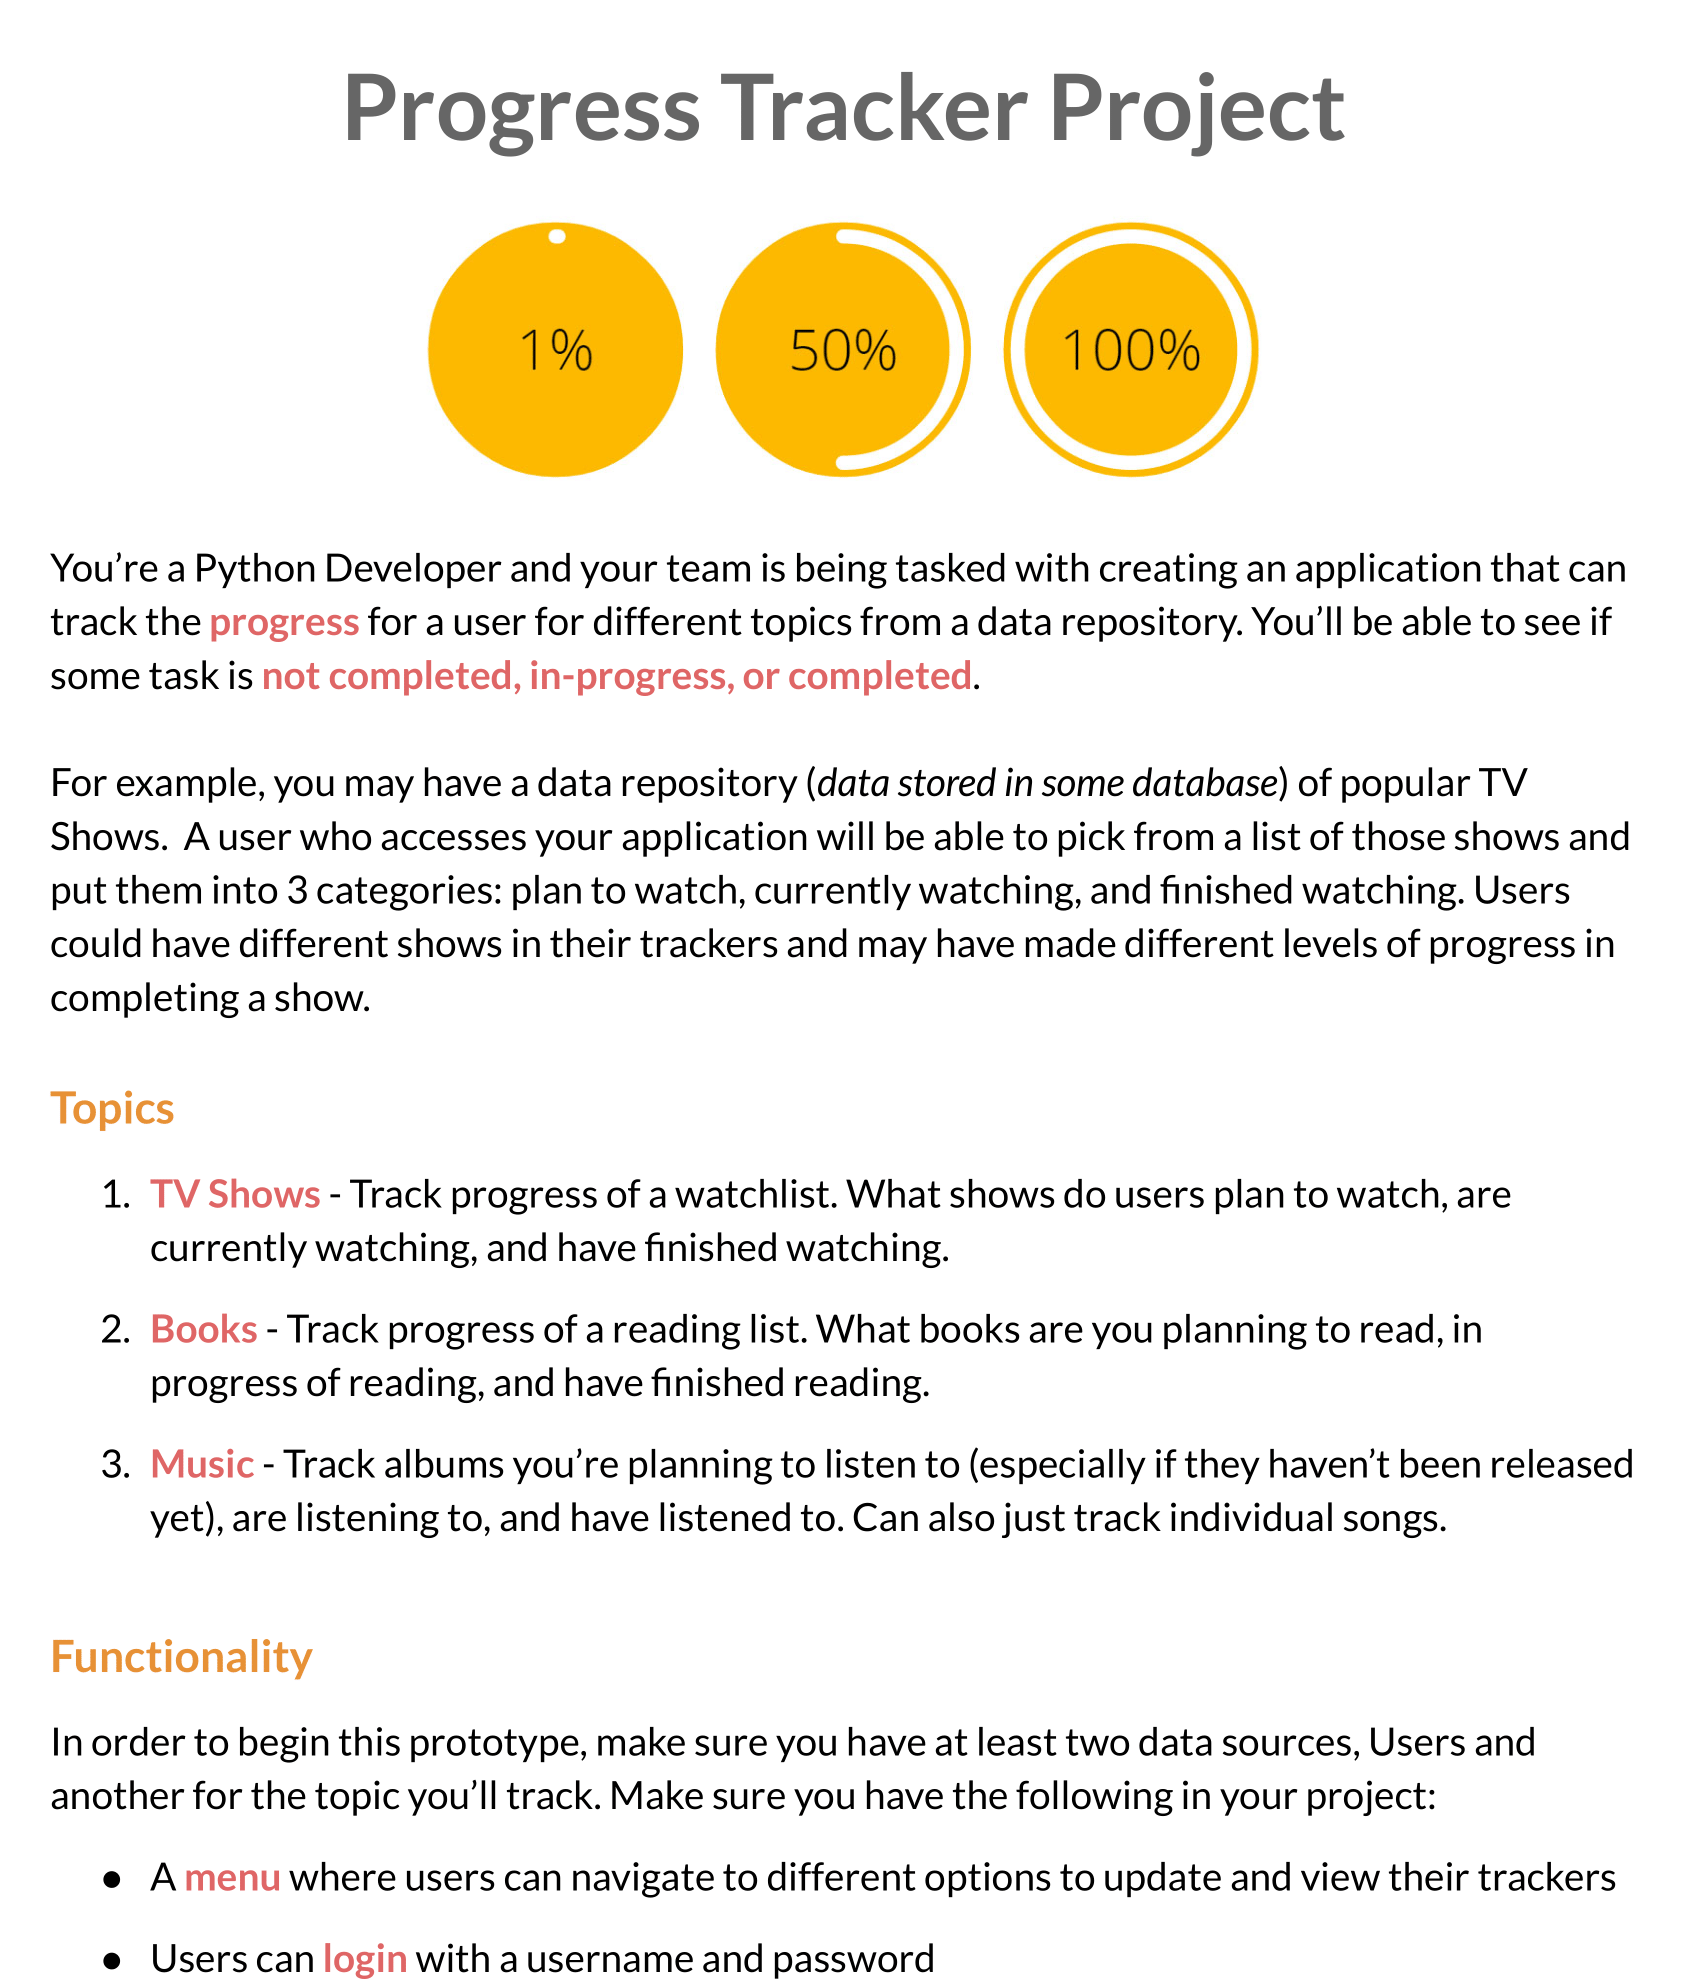 Progress Tracker Project
1%
50%
100%
You’re a Python Developer and your team is being tasked with creating an application that can
track the progress for a user for different topics from a data repository. You’ll be able to see if
some task is not completed, in-progress, or completed.
For example, you may have a data repository (data stored in some database) of popular TV
Shows.  A user who accesses your application will be able to pick from a list of those shows and
put them into 3 categories: plan to watch, currently watching, and finished watching. Users
could have different shows in their trackers and may have made different levels of progress in
completing a show.
Topics
1. TV Shows - Track progress of a watchlist. What shows do users plan to watch, are
currently watching, and have finished watching.
2. Books - Track progress of a reading list. What books are you planning to read, in
progress of reading, and have finished reading.
3. Music - Track albums you’re planning to listen to (especially if they haven’t been released
yet), are listening to, and have listened to. Can also just track individual songs.
Functionality
In order to begin this prototype, make sure you have at least two data sources, Users and
another for the topic you’ll track. Make sure you have the following in your project:
● A menu where users can navigate to different options to update and view their trackers
● Users can login with a username and password